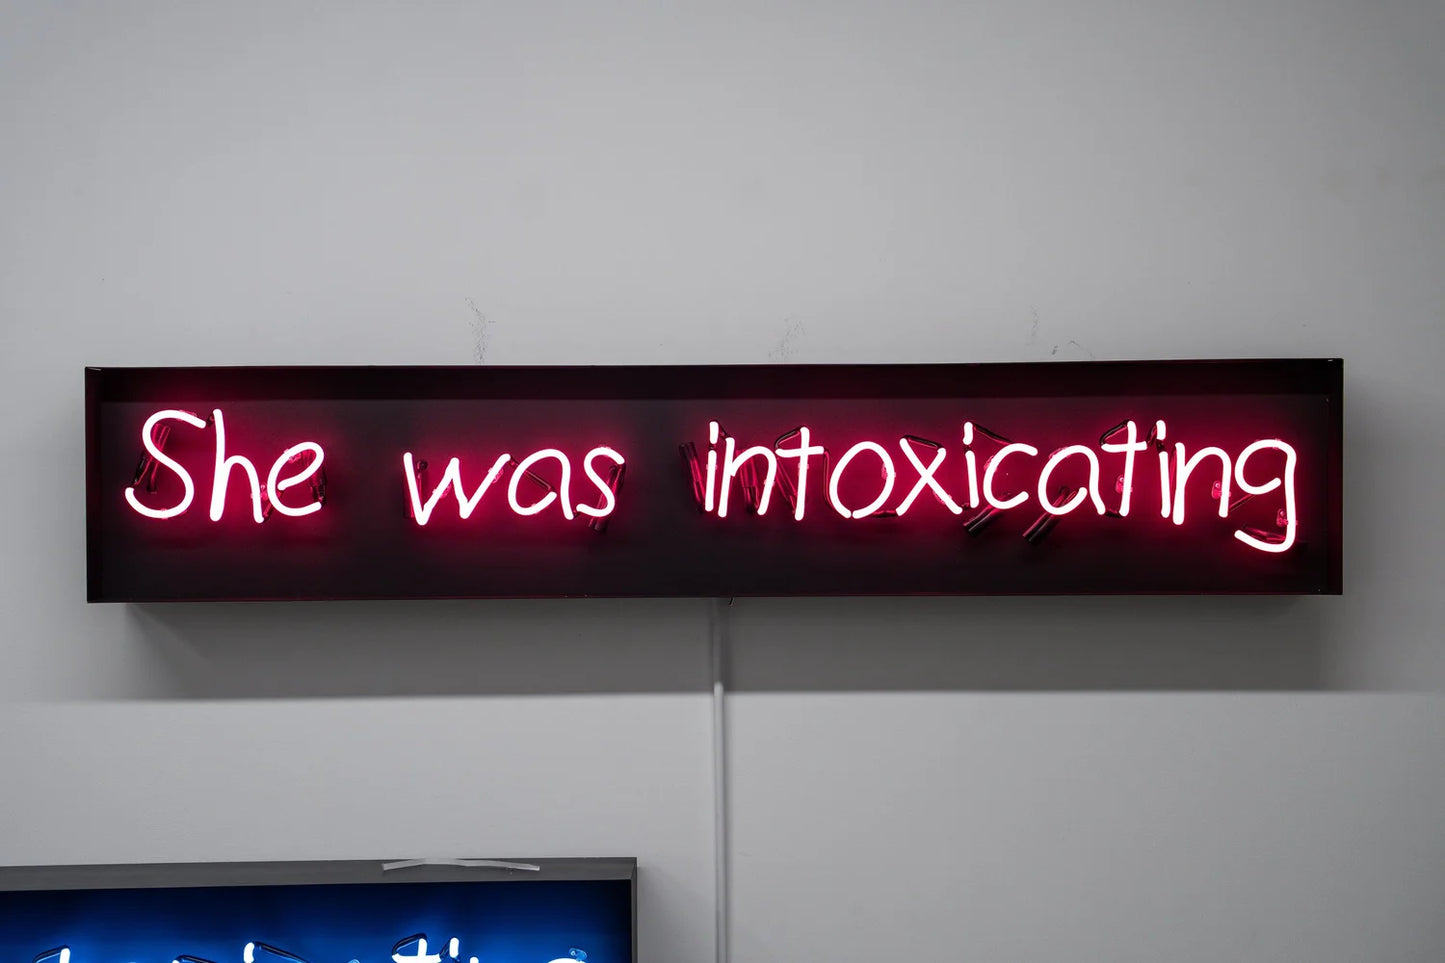 She was intoxicating